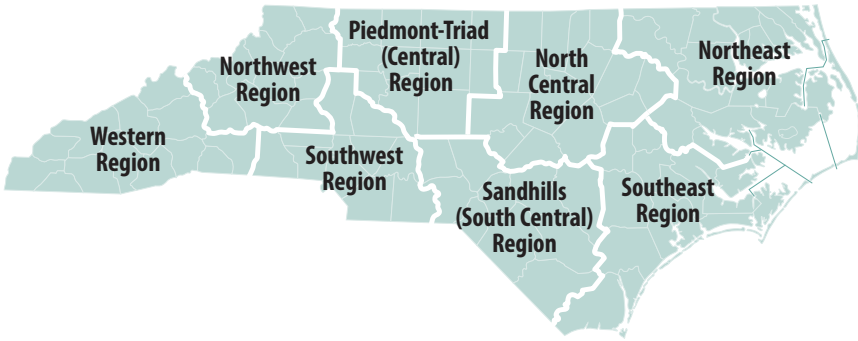 Piedmont-Triad
(Central)
Region
North
Central
Region
Northeast
Region
Northwest
Region
Western
Region
Southwest
Region
Sandhills
(South Central)
Region
Southeast
Region